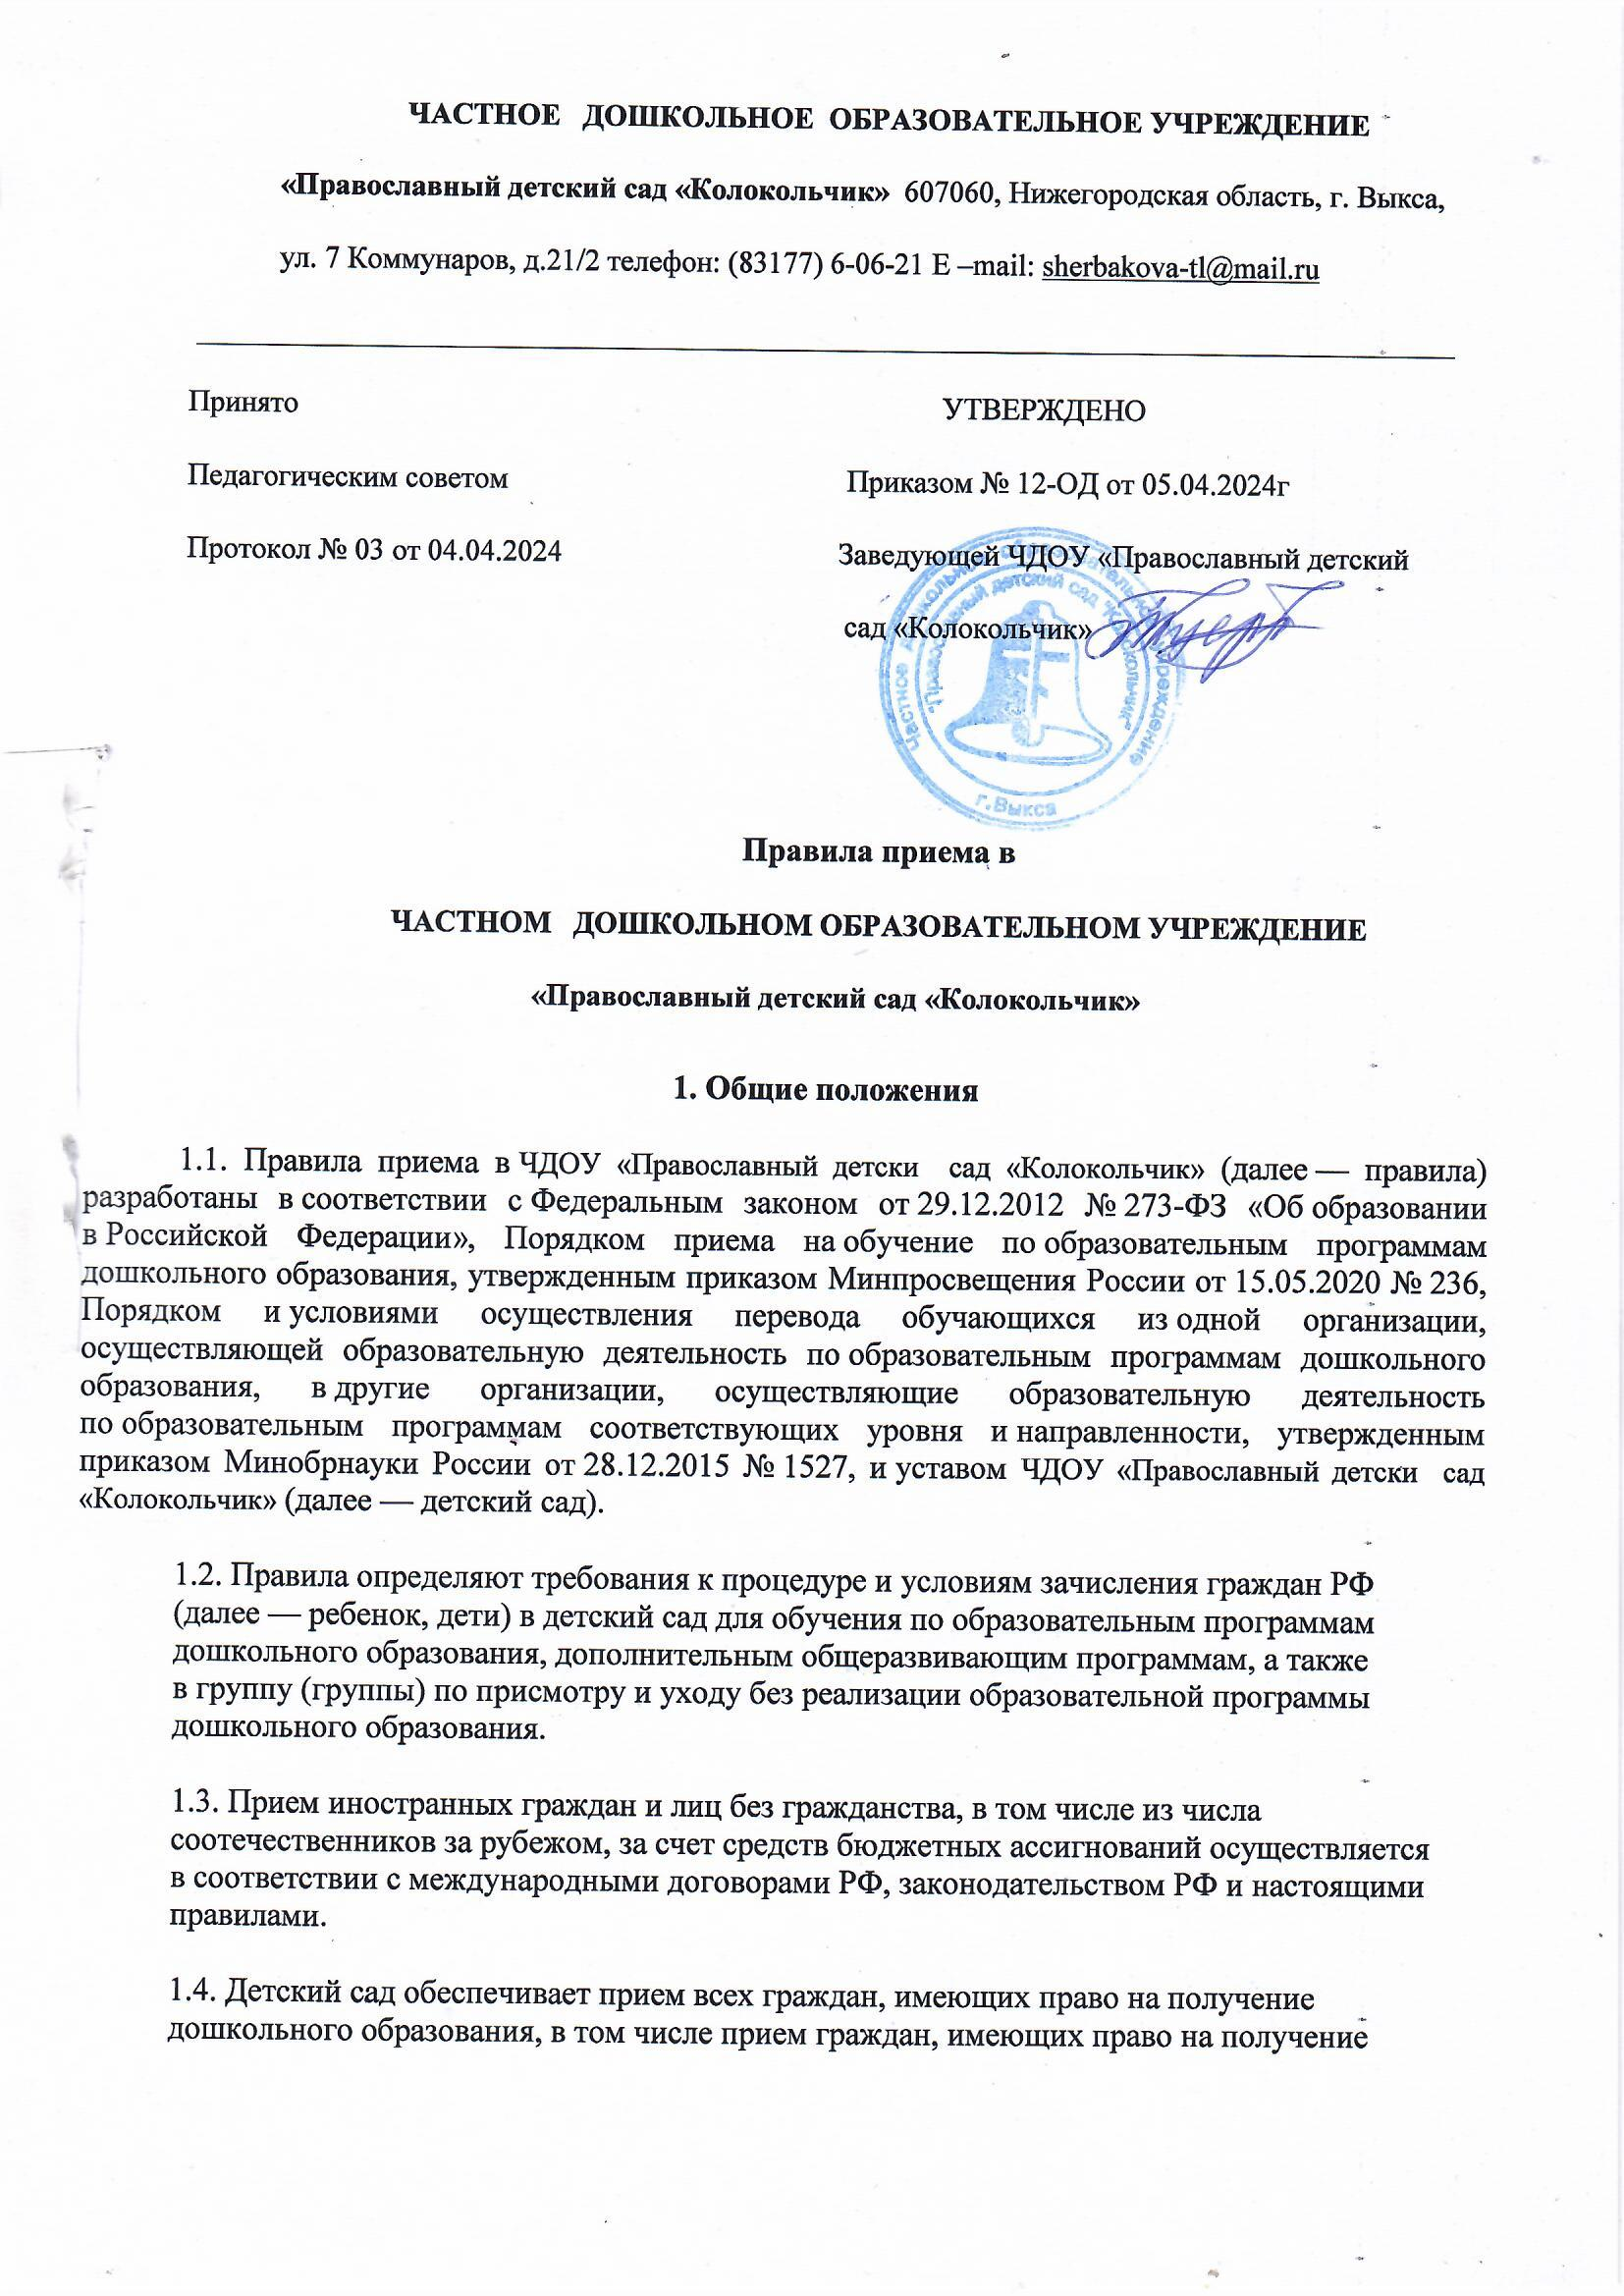 ЧАСТНОЕ ДОШКОЛЬНОЕ ОБРАЗОВАТЕЛЬНОЕ УЧРЕЖДЕНИЕ
«Православный детский сад «Колокольчик» 607060, Нижегородская область, г. Выкса,
ул. 7 Коммунаров, д.21/2 телефон: (83177) 6-06-21 E –mail: sherbakova-tl@mail.ru
Принято
УТВЕРЖДЕНО
Педагогическим советом
Приказом № 12-ОД от 05.04.2024г
Протокол № 03 от 04.04.2024
Заведующей ЧДОУ «Православный детский
сад «Колокольчик»
Частное дошкольное образовательное учреждение
"Православный детский сад "Колокольчик"
г.Выкса
Правила приема в
ЧАСТНОМ ДОШКОЛЬНОМ ОБРАЗОВАТЕЛЬНОМ УЧРЕЖДЕНИЕ
«Православный детский сад «Колокольчик»
1. Общие положения
1.1. Правила приема в ЧДОУ «Православный детски сад «Колокольчик» (далее — правила)
разработаны в соответствии с Федеральным законом от 29.12.2012 № 273-ФЗ «Об образовании
в Российской Федерации», Порядком приема на обучение по образовательным программам
дошкольного образования, утвержденным приказом Минпросвещения России от 15.05.2020 № 236,
Порядком и условиями осуществления перевода обучающихся из одной организации,
осуществляющей образовательную деятельность по образовательным программам дошкольного
образования, в другие организации, осуществляющие образовательную деятельность
по образовательным программам соответствующих уровня и направленности, утвержденным
приказом Минобрнауки России от 28.12.2015 № 1527, и уставом ЧДОУ «Православный детски сад
«Колокольчик» (далее — детский сад).
1.2. Правила определяют требования к процедуре и условиям зачисления граждан РФ
(далее — ребенок, дети) в детский сад для обучения по образовательным программам
дошкольного образования, дополнительным общеразвивающим программам, а также
в группу (группы) по присмотру и уходу без реализации образовательной программы
дошкольного образования.
1.3. Прием иностранных граждан и лиц без гражданства, в том числе из числа
соотечественников за рубежом, за счет средств бюджетных ассигнований осуществляется
в соответствии с международными договорами РФ, законодательством РФ и настоящими
правилами.
1.4. Детский сад обеспечивает прием всех граждан, имеющих право на получение
дошкольного образования, в том числе прием граждан, имеющих право на получение